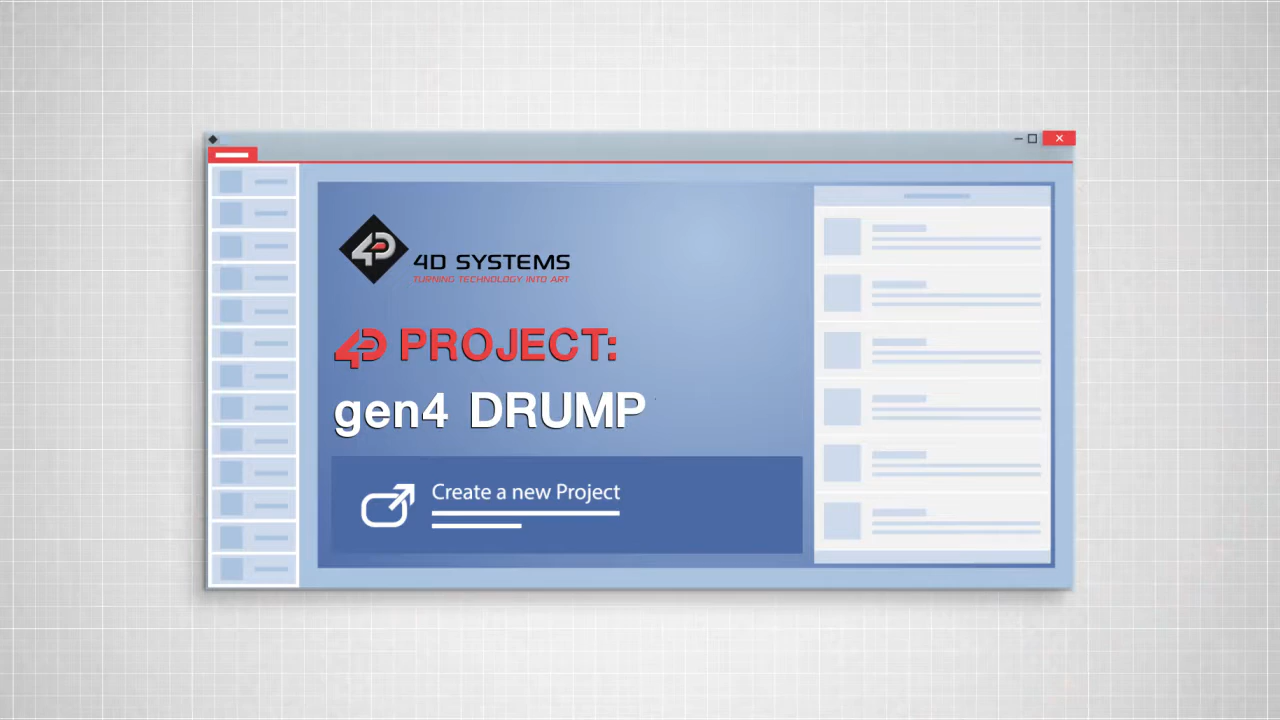 4D SYSTEMS
TURNING TECHNOLOGY INTO ART
4D PROJECT:
gen4 DRUMP
Create a new Project